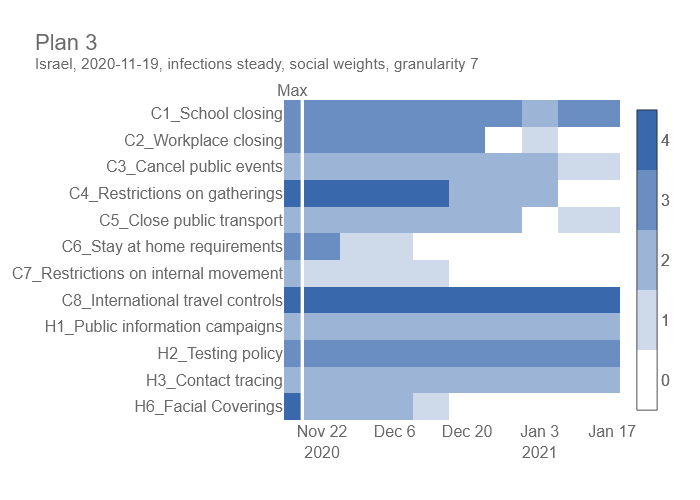 Plan 3
Israel, 2020-11-19, infections steady, social weights, granularity 7
Max
C1_School closing
C2_Workplace closing
C3_Cancel public events
C4_Restrictions on gatherings
C5_Close public transport
C6_Stay at home requirements
C7_Restrictions on internal movement
C8_International travel controls
H1_Public information campaigns
H2_Testing policy
H3_Contact tracing
H6_Facial Coverings
4
3
2
1
0
Nov 22 Dec 6 Dec 20 Jan 3 Jan 17
2020 2021